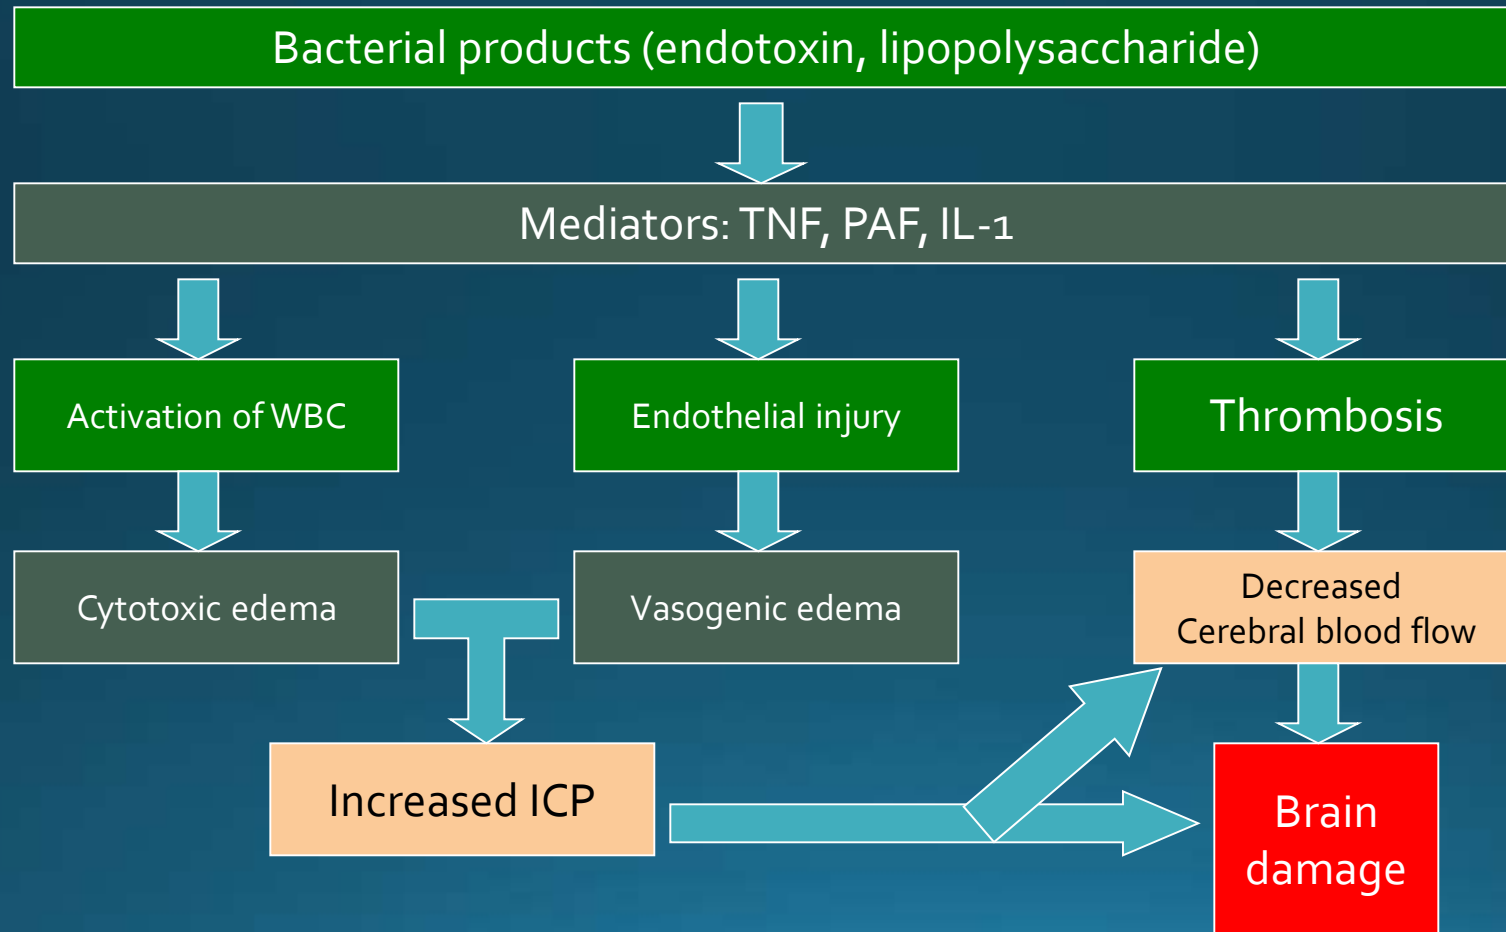 Bacterial products (endotoxin, lipopolysaccharide)
Mediators: TNF, PAF, IL-1
Activation of WBC
Endothelial injury
Thrombosis
Cytotoxic edema
Vasogenic edema
Decreased
Cerebral blood flow
Increased ICP
Brain
damage